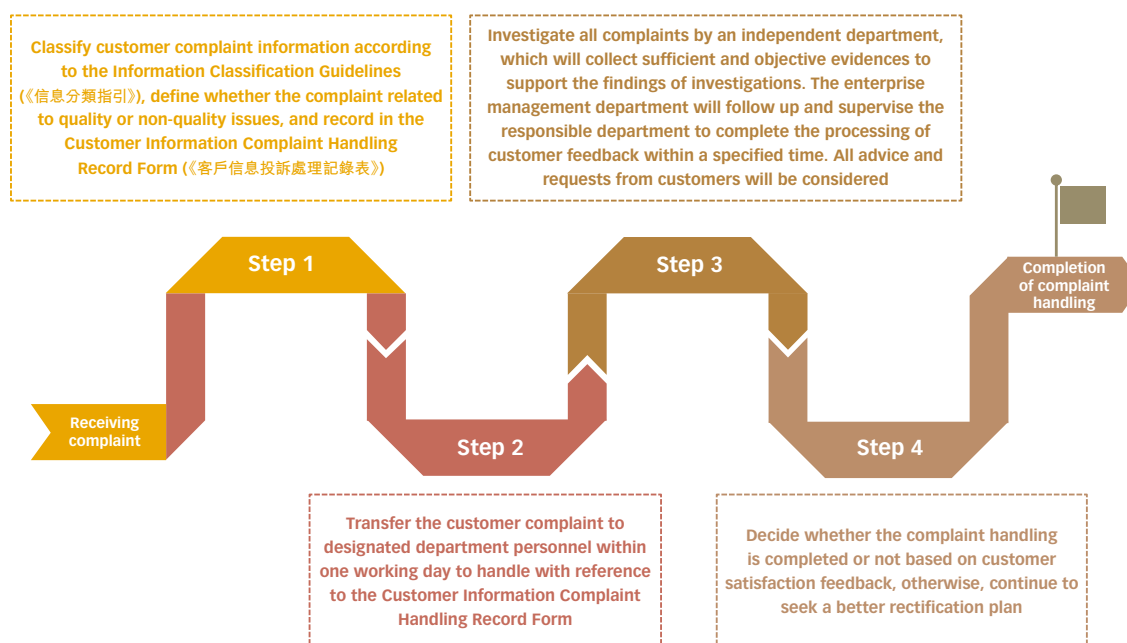 Classify customer complaint information according
to the Information Classification Guidelines
(《信息分類指引》), define whether the complaint related
to quality or non-quality issues, and record in the
Customer Information Complaint Handling
Record Form (《客戶信息投訴處理記錄表》)
Investigate all complaints by an independent department,
which will collect sufficient and objective evidences to
support the findings of investigations. The enterprise
management department will follow up and supervise the
responsible department to complete the processing of
customer feedback within a specified time. All advice and
requests from customers will be considered
Step 1
Step 3
Completion
of complaint
handling
Receiving
complaint
Step 2
Step 4
Transfer the customer complaint to
designated department personnel within
one working day to handle with reference
to the Customer Information Complaint
Handling Record Form
Decide whether the complaint handling
is completed or not based on customer
satisfaction feedback, otherwise, continue to
seek a better rectification plan